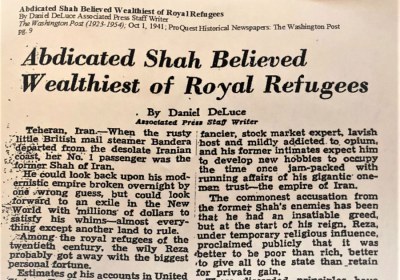 Abdicated Shah Believed Wealthiest of Royal Refugees
By Daniel DeLuce Associated Press Staff Writer
The Washington Post (1923-1954); Oct 1, 1941; ProQuest Historical Newspapers: The Washington Post
pg. 9
Abdicated Shah Believed
Wealthiest of Royal Refugees
By Daniel DeLuce
Associated Press Staff Writer
Teheran, Iran.—When the rusty
little British mail steamer Bandera
departed from the desolate Iranian
coast, her No. 1 passenger was the
former Shah of Iran.
He could look back upon his mod-
ernistic empire broken overnight by
one wrong guess, but could look
forward to an exile in the New
World with millions of dollars to
satisfy his whims—almost every-
thing except another land to rule.
Among the royal refugees of the
twentieth century, the wily Reza
probably got away with the biggest
personal fortune.
Estimates of his accounts in United
fancier, stock market expert, lavish
host and mildly addicted to opium,
and his former intimates expect him
to develop new hobbies to occupy
the time once jam-packed with
running affairs of his gigantic one-
man trust—the empire of Iran.
The commonest accusation from
the former Shah's enemies has been
that he had an insatiable greed,
but at the start of his reign, Reza,
under temporary religious influence,
proclaimed publicly that it was
better to be poor than rich, better
to give all to the state than retain
for private gain.